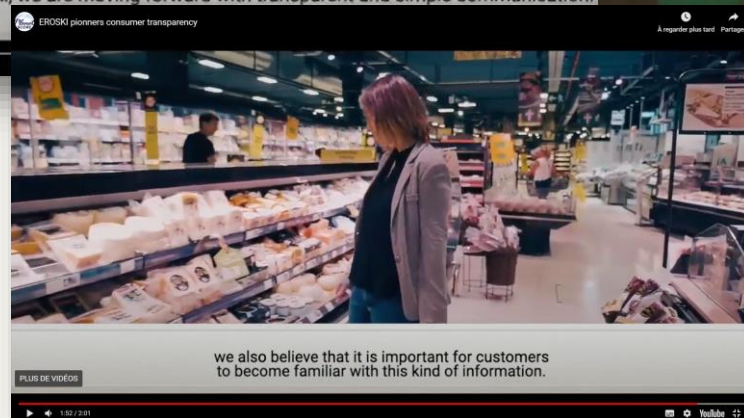 we are moving forward with transparent and simple communication.
EROSKI pionners consumer transparency
À regarder plus tard
Partager
we also believe that it is important for customers
to become familiar with this kind of information.
PLUS DE VIDÉOS
1:52 / 2:01
YouTube